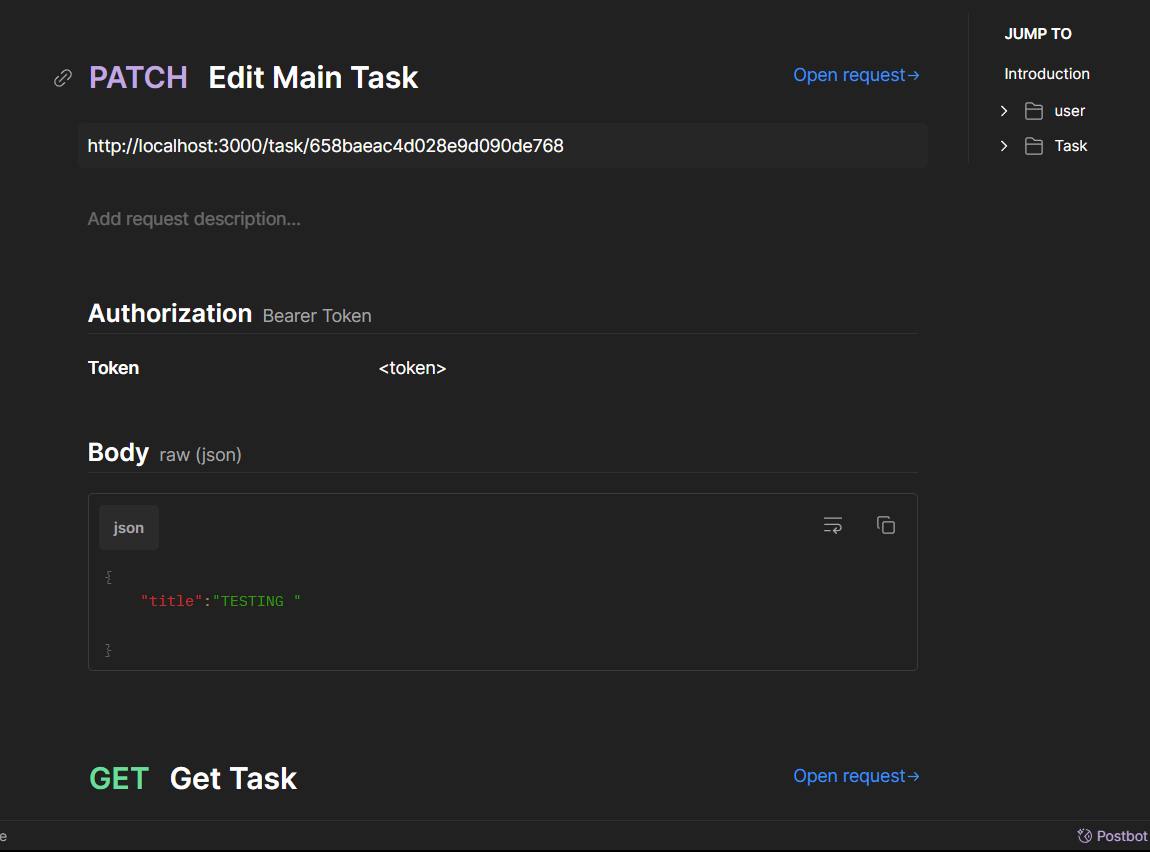 PATCH Edit Main Task
Open request→
http://localhost:3000/task/658baeac4d028e9d090de768
Add request description...
Authorization Bearer Token
Token <token>
Body raw (json)
json
{
"title":"TESTING "
}
GET Get Task
Open request→
JUMP TO
Introduction
user
Task
e
Postbot